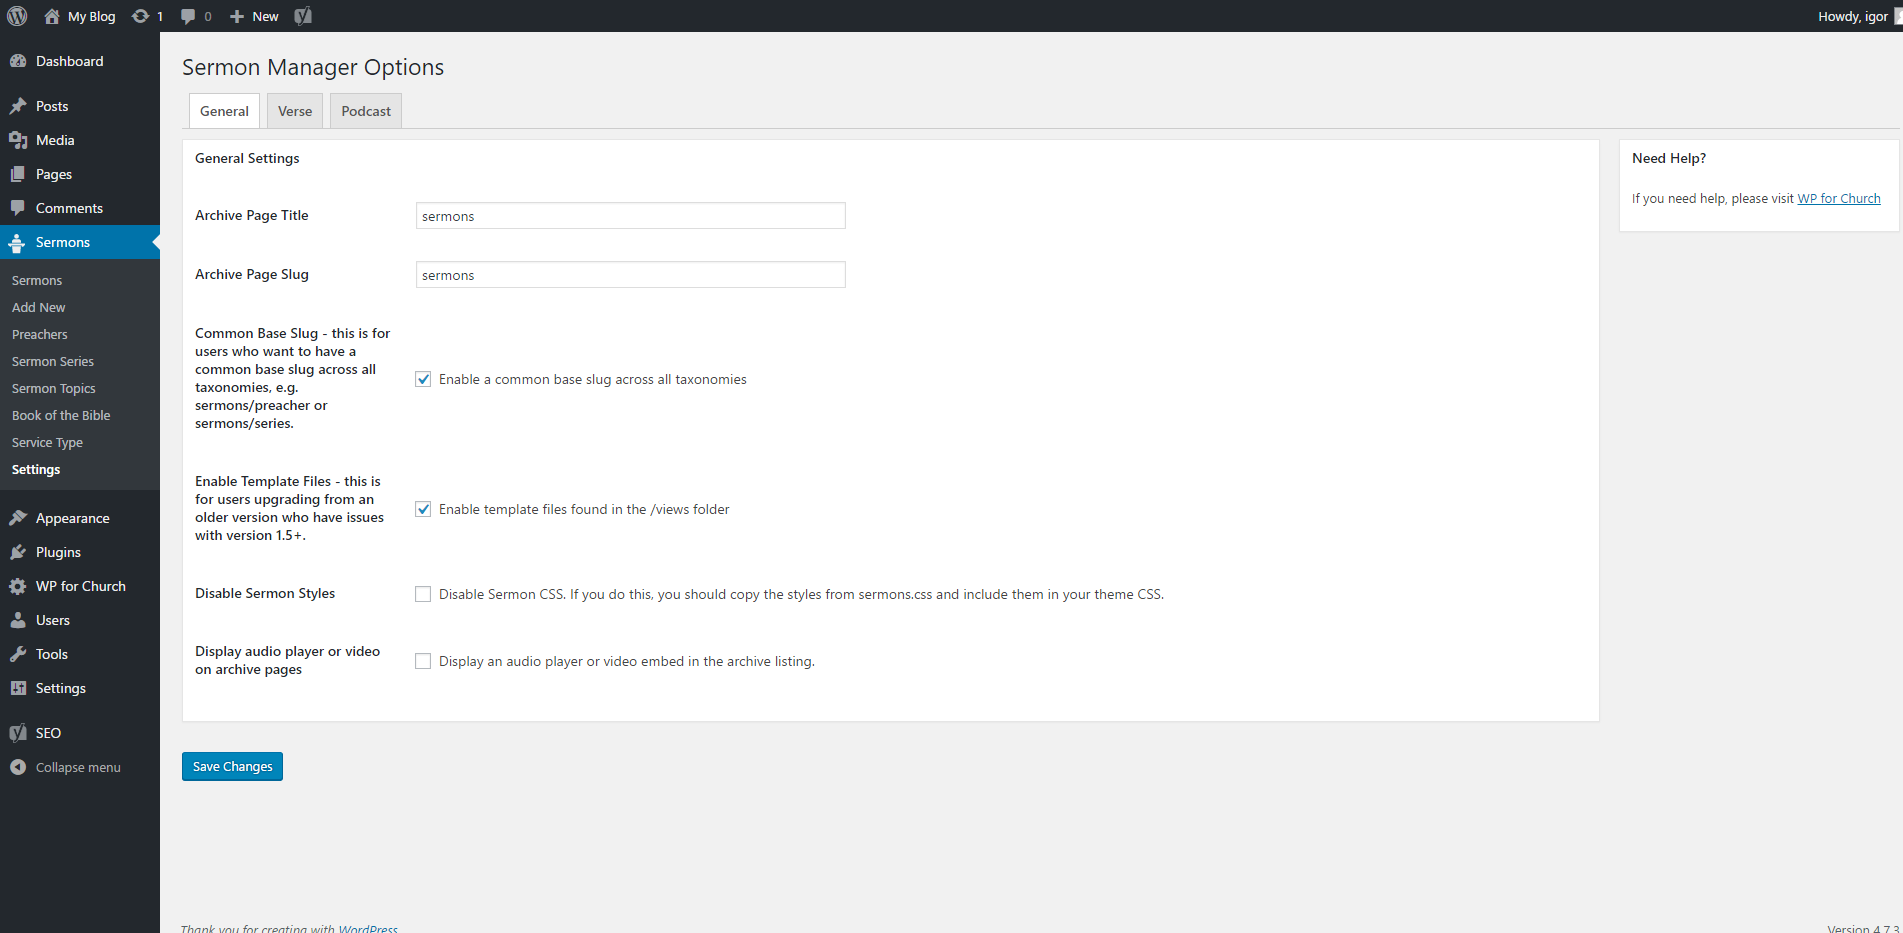 My Blog 1 0 New Howdy, igor
Dashboard
Posts
Media
Pages
Comments
Sermons
Sermons
Add New
Preachers
Sermon Series
Sermon Topics
Book of the Bible
Service Type
Settings
Appearance
Plugins
WP for Church
Users
Tools
Settings
SEO
Collapse menu
Sermon Manager Options
General Verse Podcast
General Settings
Archive Page Title sermons
Archive Page Slug sermons
Common Base Slug - this is for
users who want to have a
common base slug across all
taxonomies, e.g.
sermons/preacher or
sermons/series.
Enable a common base slug across all taxonomies
Enable Template Files - this is
for users upgrading from an
older version who have issues
with version 1.5+.
Enable template files found in the /views folder
Disable Sermon Styles Disable Sermon CSS. If you do this, you should copy the styles from sermons.css and include them in your theme CSS.
Display audio player or video
on archive pages
Display an audio player or video embed in the archive listing.
Save Changes
Need Help?
If you need help, please visit WP for Church
Thank you for creating with WordPress
Version 4.7.3